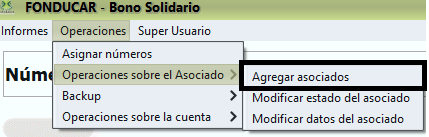 FONDUCAR - Bono Solidario
Informes Operaciones Super Usuario
Asignar números
Operaciones sobre el Asociado
Backup
Operaciones sobre la cuenta
Agregar asociados
Modificar estado del asociado
Modificar datos del asociado